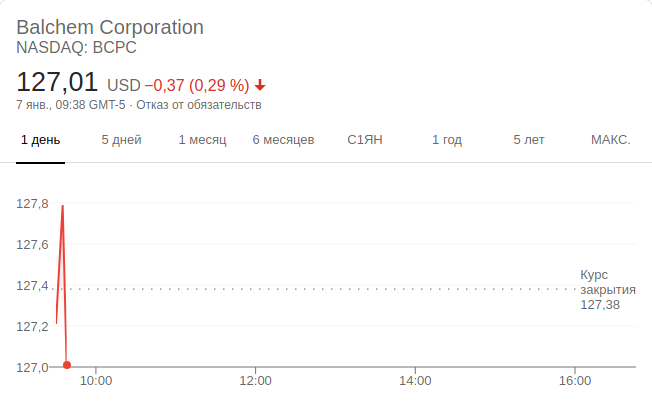 Balchem Corporation
NASDAQ: BCPC
127,01 USD −0,37 (0,29 %)
7 янв., 09:38 GMT-5 · Отказ от обязательств
1 день 5 дней 1 месяц 6 месяцев С1ЯН 1 год 5 лет МАКС.
127,8
127,6
127,4
127,2
127,0
Курс
закрытия
127,38
10:00 12:00 14:00 16:00